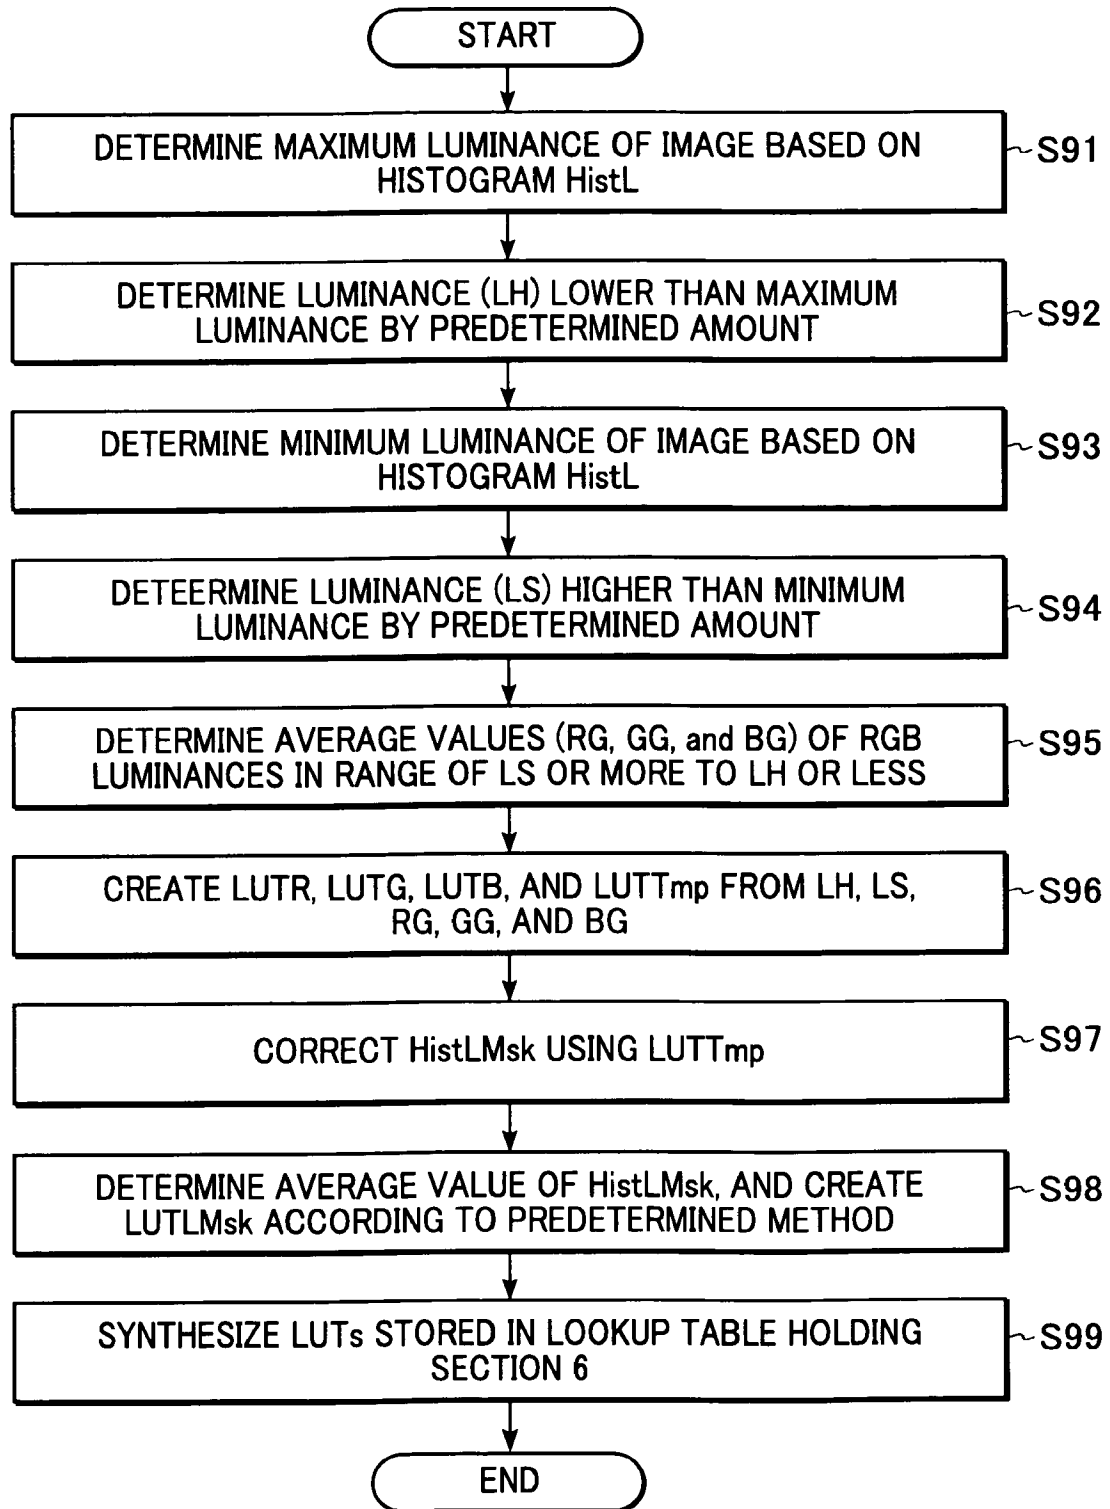 START
DETERMINE MAXIMUM LUMINANCE OF IMAGE BASED ON
HISTOGRAM HistL
S91
DETERMINE LUMINANCE (LH) LOWER THAN MAXIMUM
LUMINANCE BY PREDETERMINED AMOUNT
S92
DETERMINE MINIMUM LUMINANCE OF IMAGE BASED ON
HISTOGRAM HistL
S93
DETEERMINE LUMINANCE (LS) HIGHER THAN MINIMUM
LUMINANCE BY PREDETERMINED AMOUNT
S94
DETERMINE AVERAGE VALUES (RG, GG, and BG) OF RGB
LUMINANCES IN RANGE OF LS OR MORE TO LH OR LESS
S95
CREATE LUTR, LUTG, LUTB, AND LUTTmp FROM LH, LS,
RG, GG, AND BG
S96
CORRECT HistLMsk USING LUTTmp
S97
DETERMINE AVERAGE VALUE OF HistLMsk, AND CREATE
LUTLMsk ACCORDING TO PREDETERMINED METHOD
S98
SYNTHESIZE LUTs STORED IN LOOKUP TABLE HOLDING
SECTION 6
S99
END